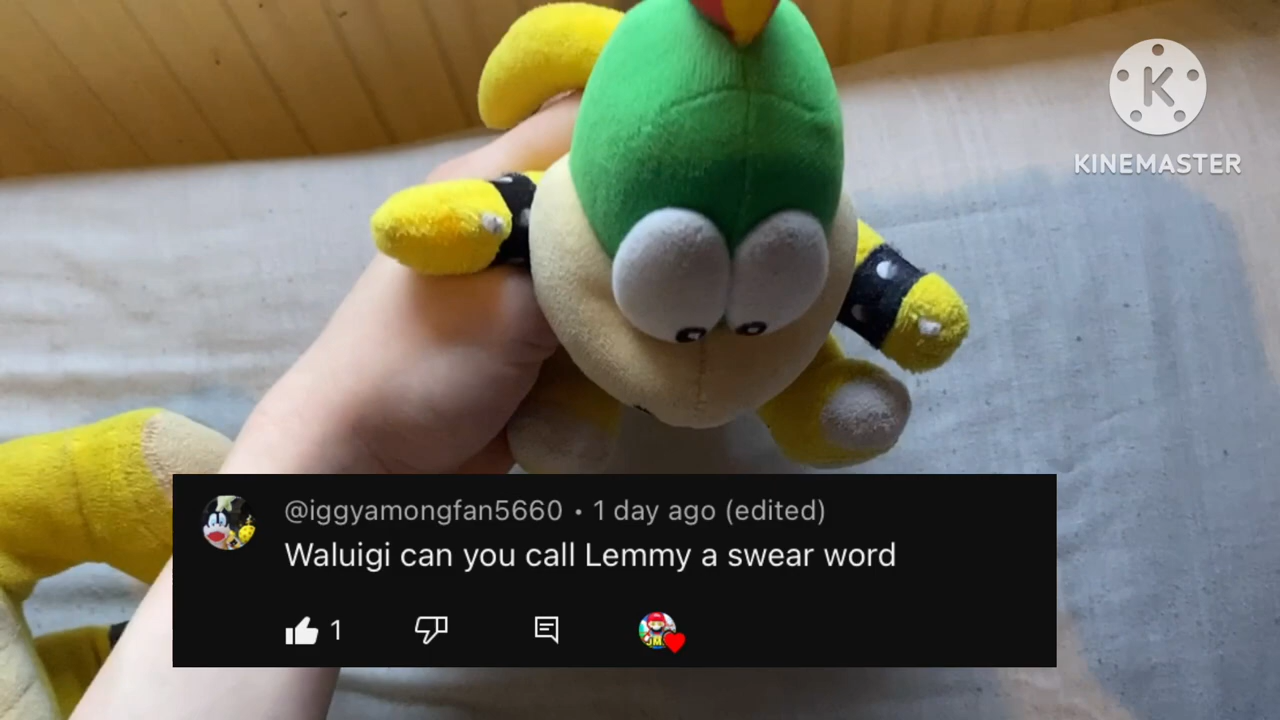 K
KINEMASTER
@iggyamongfan5660 • 1 day ago (edited)
Waluigi can you call Lemmy a swear word
1